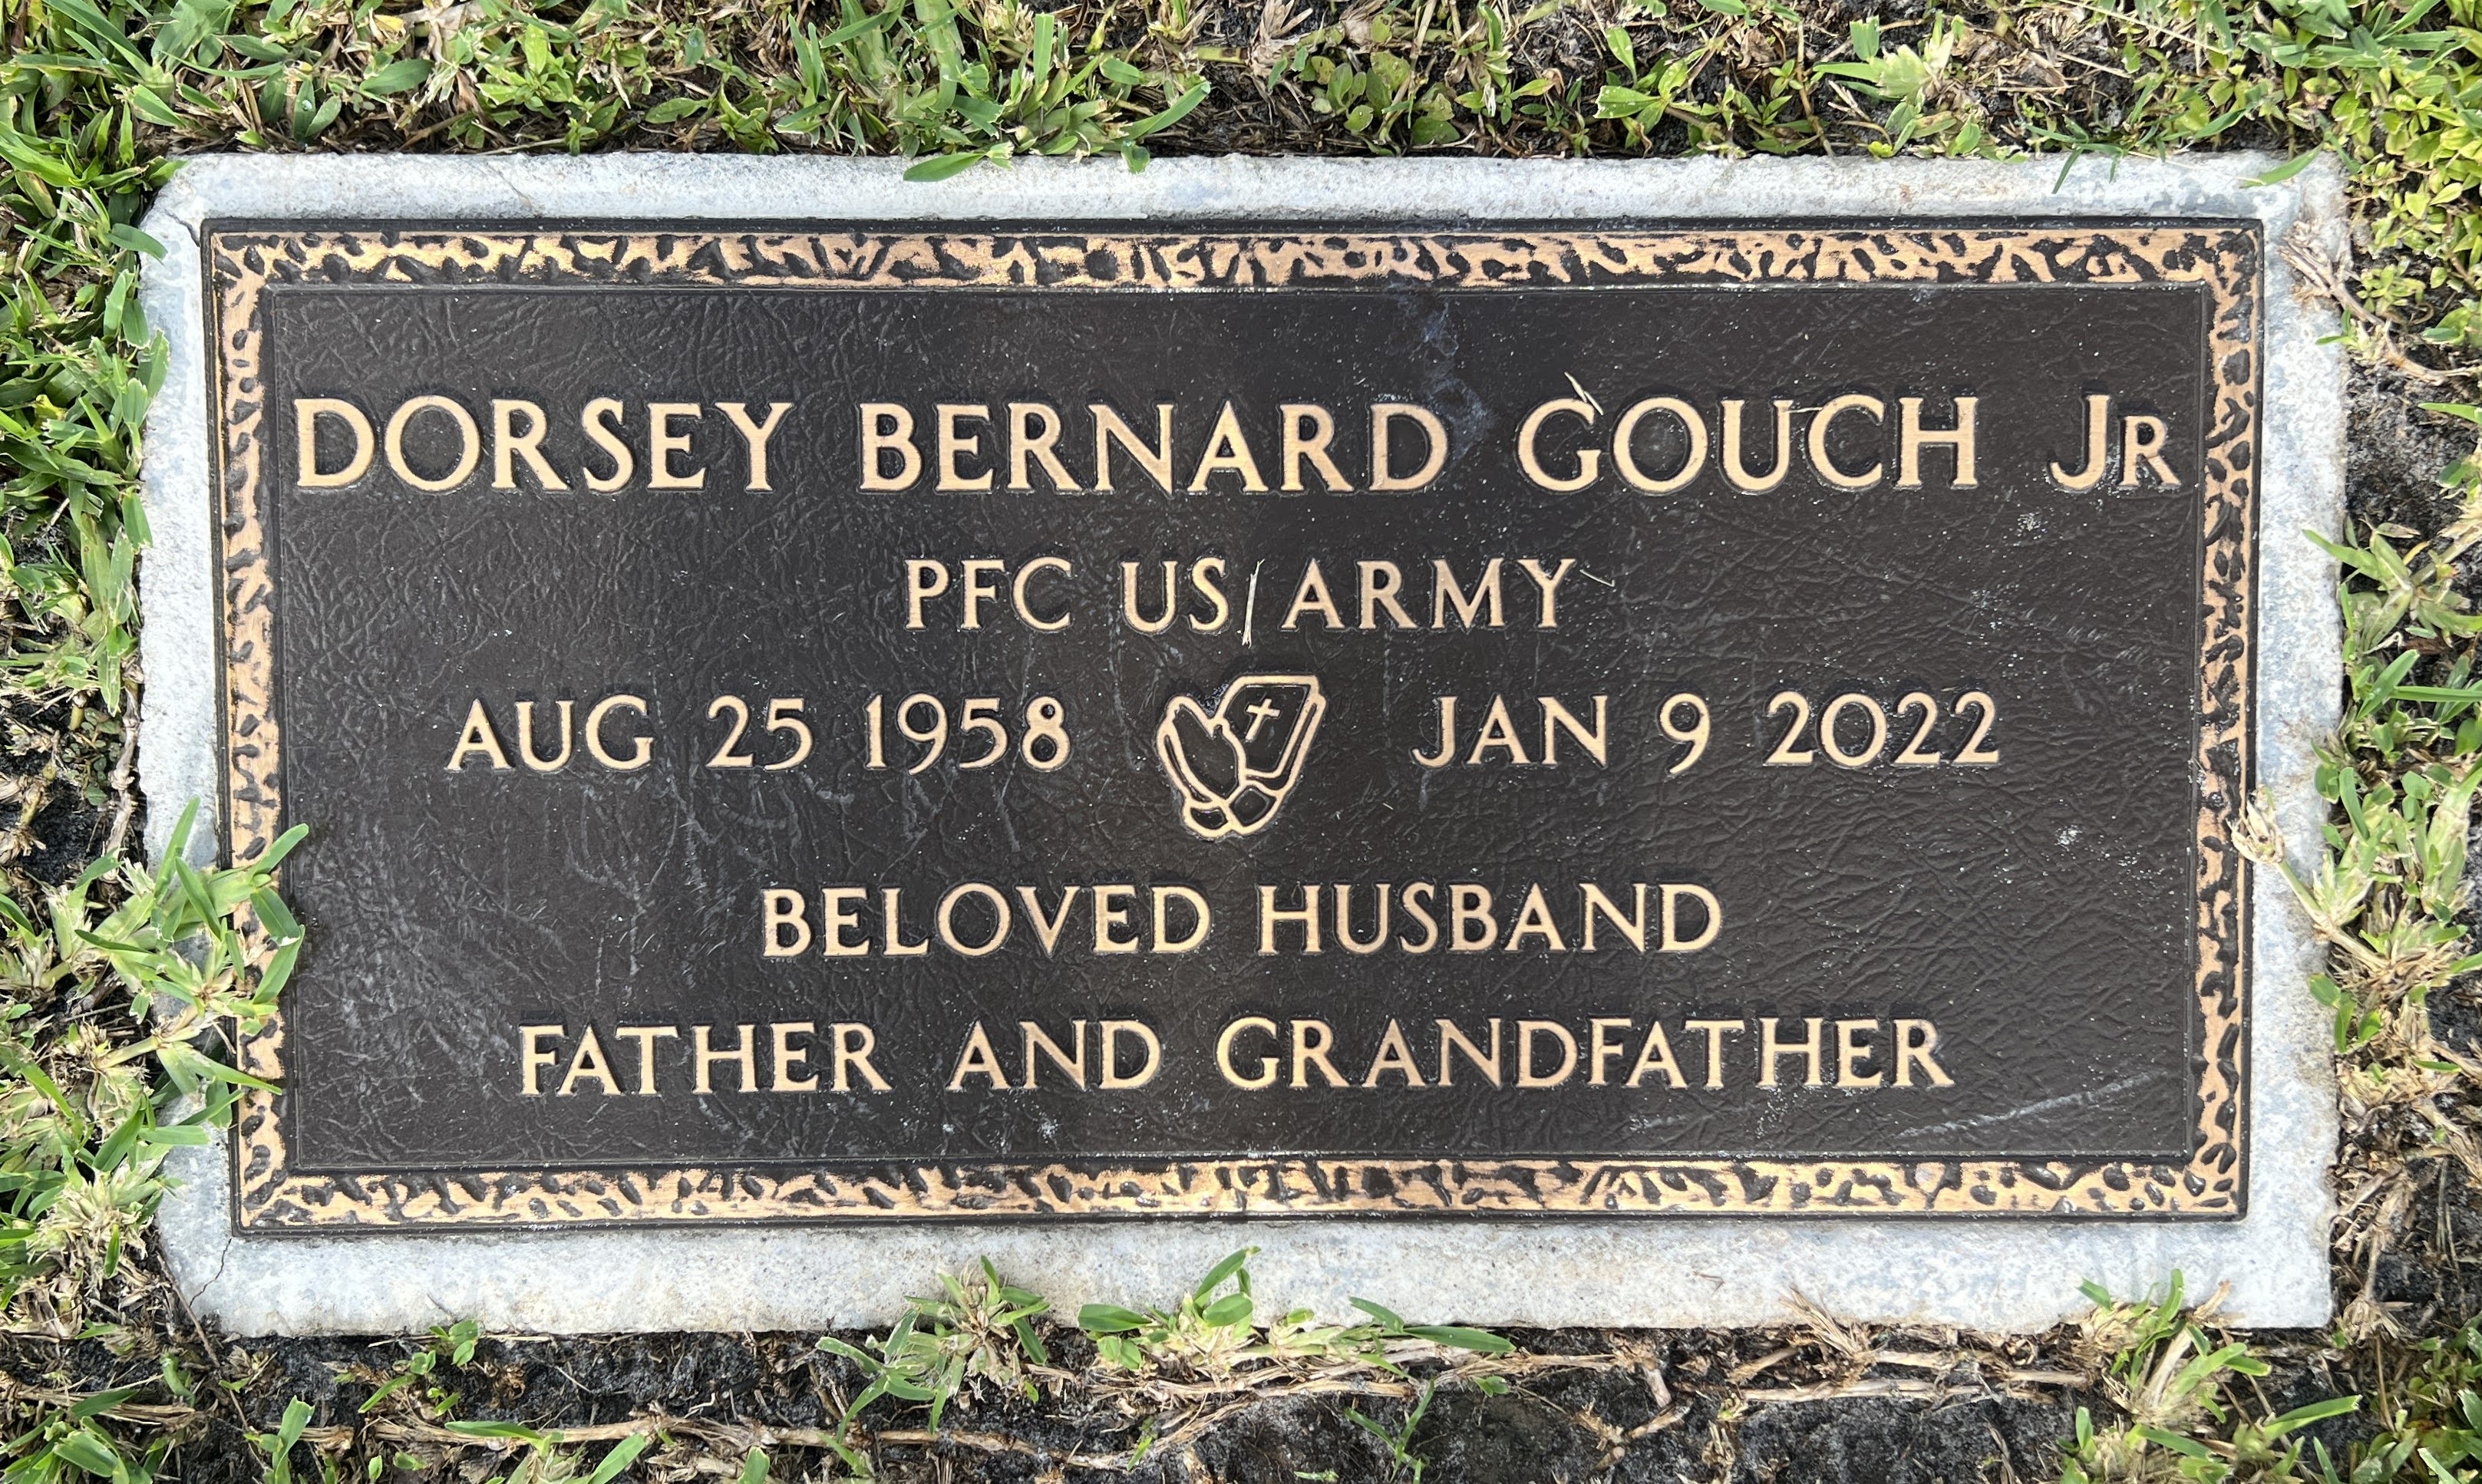 DORSEY BERNARD GOUCH JR
PFC US ARMY
AUG 25 1958 JAN 9 2022
BELOVED HUSBAND
FATHER AND GRANDFATHER